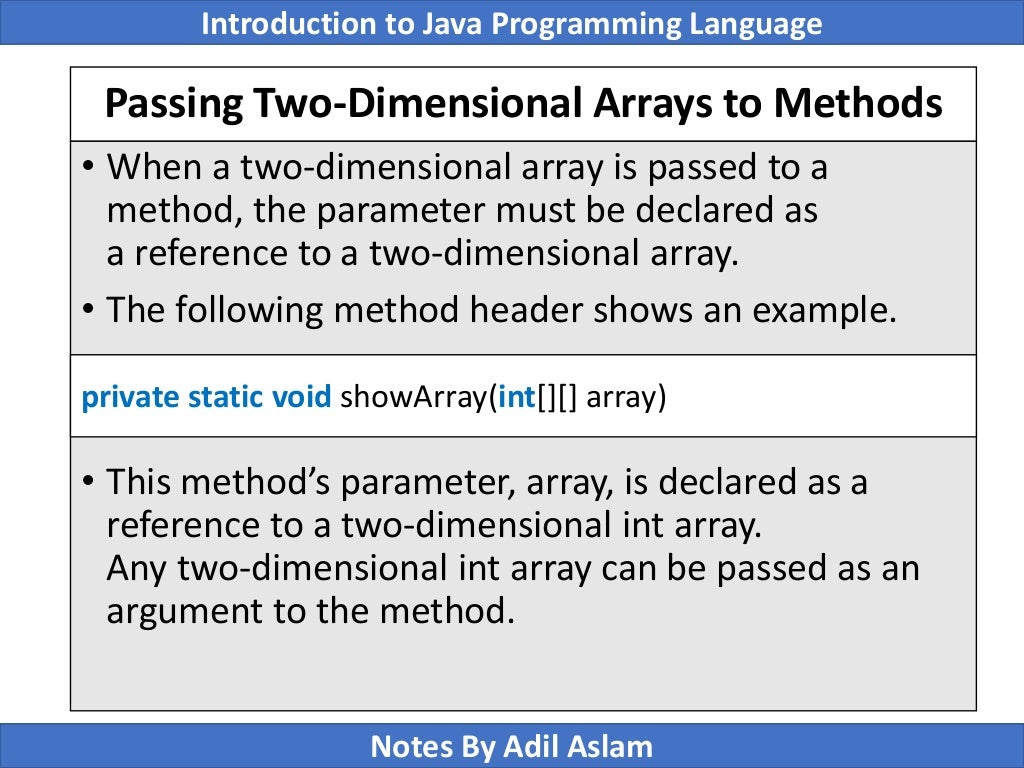 Introduction to Java Programming Language
Passing Two-Dimensional Arrays to Methods
• When a two-dimensional array is passed to a
method, the parameter must be declared as
a reference to a two-dimensional array.
• The following method header shows an example.
private static void showArray(int[][] array)
• This method’s parameter, array, is declared as a
reference to a two-dimensional int array.
Any two-dimensional int array can be passed as an
argument to the method.
Notes By Adil Aslam